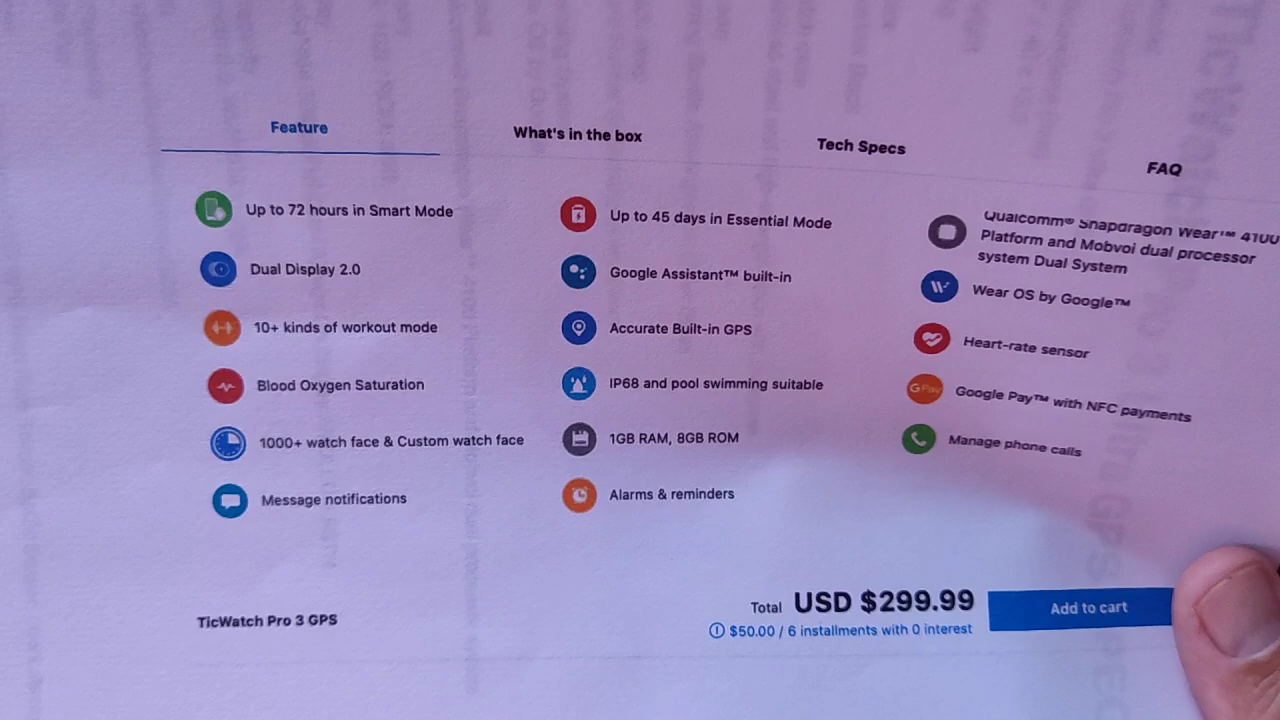 Feature
What's in the box
Tech Specs
FAQ
Up to 72 hours in Smart Mode
Dual Display 2.0
10+ kinds of workout mode
Blood Oxygen Saturation
1000+ watch face & Custom watch face
Message notifications
Up to 45 days in Essential Mode
Google Assistant™ built-in
Accurate Built-in GPS
IP68 and pool swimming suitable
1GB RAM, 8GB ROM
Alarms & reminders
Qualcomm® Snapdragon Wear™ 4100
Platform and Mobvoi dual processor
system Dual System
Wear OS by Google™
Heart-rate sensor
G Pay
Google Pay™ with NFC payments
Manage phone calls
TicWatch Pro 3 GPS
Total USD $299.99
$50.00 / 6 installments with 0 interest
Add to cart